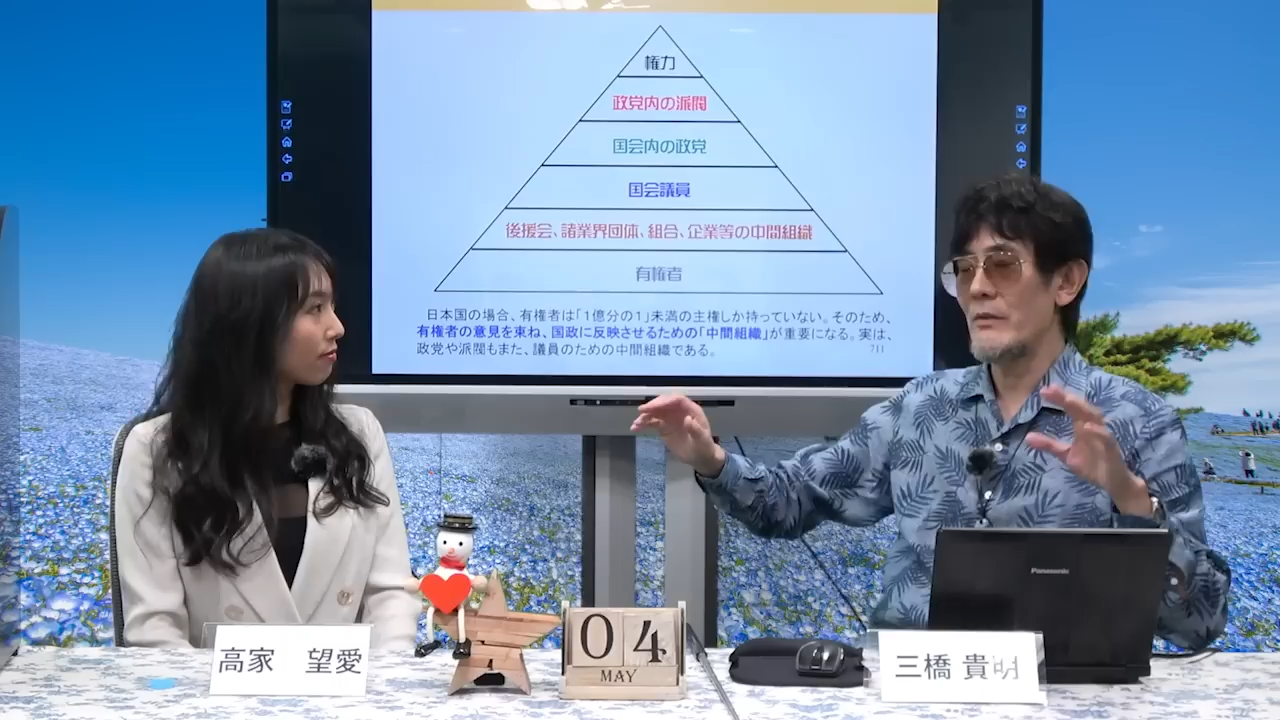 権力
政党内の派閥
国会内の政党
国会議員
後援会、諸業界団体、組合、企業等の中間組織
有権者
日本国の場合、有権者は「1億分の1」未満の主権しか持っていない。そのため、
有権者の意見を束ね、国政に反映させるための「中間組織」が重要になる。実は、
政党や派閥もまた、議員のための中間組織である。
711
Panasonic
高家 望愛
04
MAY
三橋 貴明